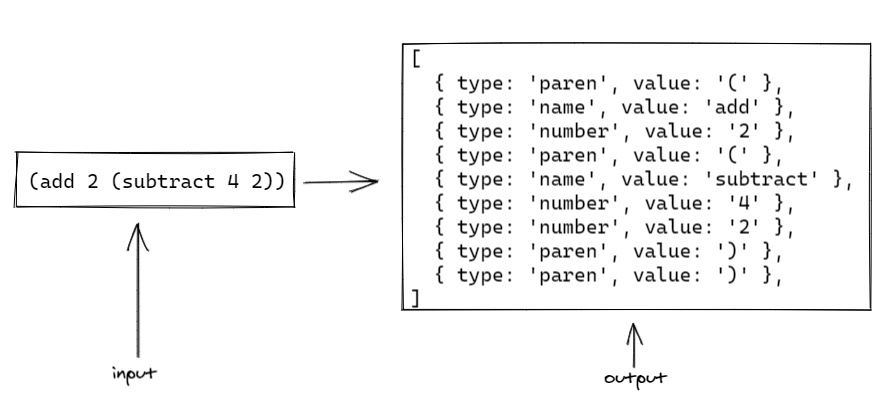 (add 2 (subtract 4 2))
input
[
{ type: 'paren', value: '(' },
{ type: 'name', value: 'add' },
{ type: 'number', value: '2' },
{ type: 'paren', value: '(' },
{ type: 'name', value: 'subtract' },
{ type: 'number', value: '4' },
{ type: 'number', value: '2' },
{ type: 'paren', value: ')' },
{ type: 'paren', value: ')' },
]
output